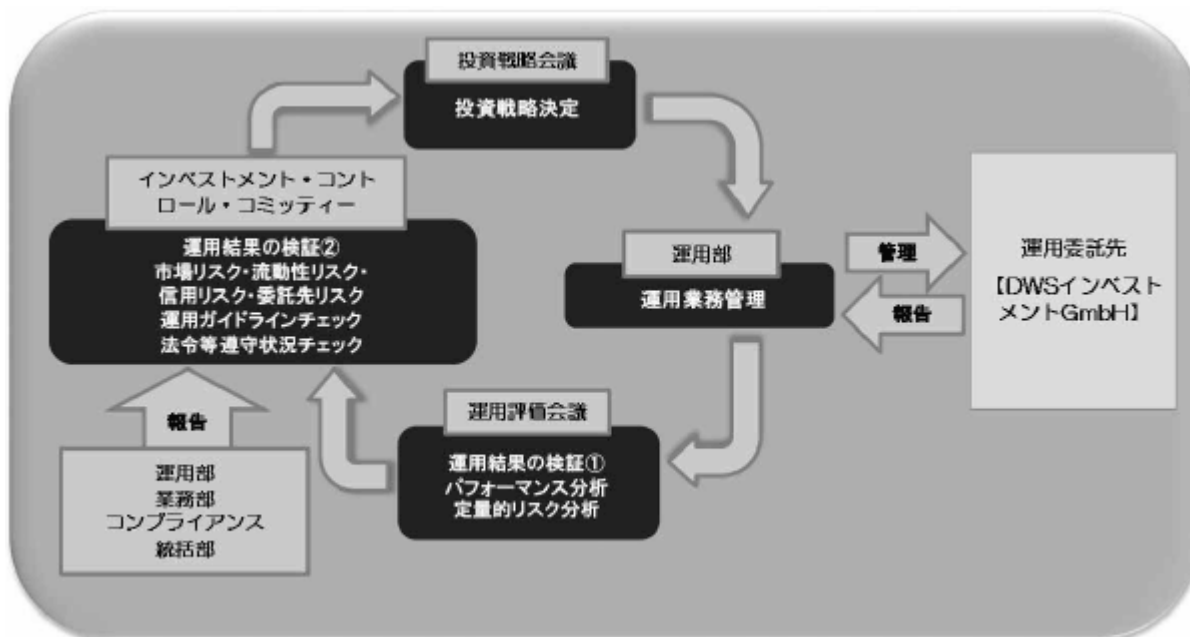 投資戦略会議
投資戦略決定
インベストメント・コント
ロール・コミッティー
運用結果の検証②
市場リスク・流動性リスク・
信用リスク・委託先リスク
運用ガイドラインチェック
法令等遵守状況チェック
運用部
運用業務管理
管理
報告
運用委託先
【DWSインベスト
メントGmbH】
運用評価会議
運用結果の検証①
パフォーマンス分析
定量的リスク分析
報告
運用部
業務部
コンプライアンス
統括部